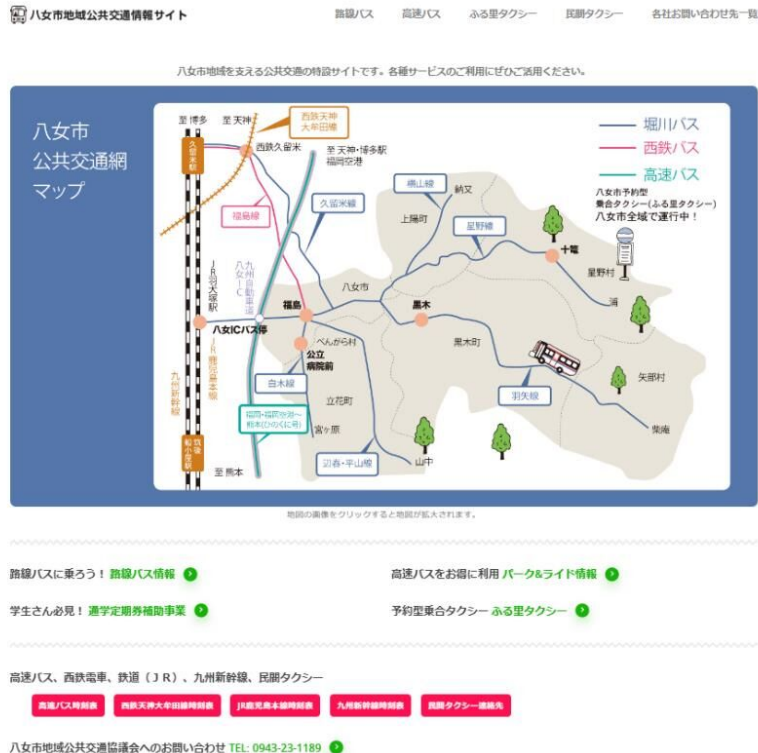 八女市地域公共交通情報サイト
路線バス　高速バス　ふる里タクシー　民間タクシー　各社お問い合わせ先一覧
八女市地域を支える公共交通の特設サイトです。各種サービスのご利用にぜひご活用ください。
八女市
公共交通網
マップ
至博多
至天神
西鉄天神
大牟田線
久留米駅
西鉄久留米
至天神・博多駅
福岡空港
堀川バス
西鉄バス
高速バス
八女市予約型
乗合タクシー(ふる里タクシー)
八女市全域で運行中！
横山線
納又
久留米線
福島線
上陽町
星野線
十篭
星野村
浦
JR羽犬塚駅
九州自動車道
八女IC
八女市
福島
黒木
八女ICバス停
べんがら村
公立
病院前
黒木町
JR鹿児島本線
九州新幹線
白木線
立花町
羽矢線
矢部村
福岡・福岡空港～
熊本(ひのくに号)
宮ヶ原
柴庵
筑後
船小屋駅
辺春・平山線
山中
至熊本
地図の画像をクリックすると地図が拡大されます。
路線バスに乗ろう！ 路線バス情報
高速バスをお得に利用 パーク&ライド情報
学生さん必見！ 通学定期券補助事業
予約型乗合タクシー ふる里タクシー
高速バス、西鉄電車、鉄道（ＪＲ）、九州新幹線、民間タクシー
高速バス時刻表　西鉄天神大牟田線時刻表　JR鹿児島本線時刻表　九州新幹線時刻表　民間タクシー連絡先
八女市地域公共交通協議会へのお問い合わせ TEL: 0943-23-1189